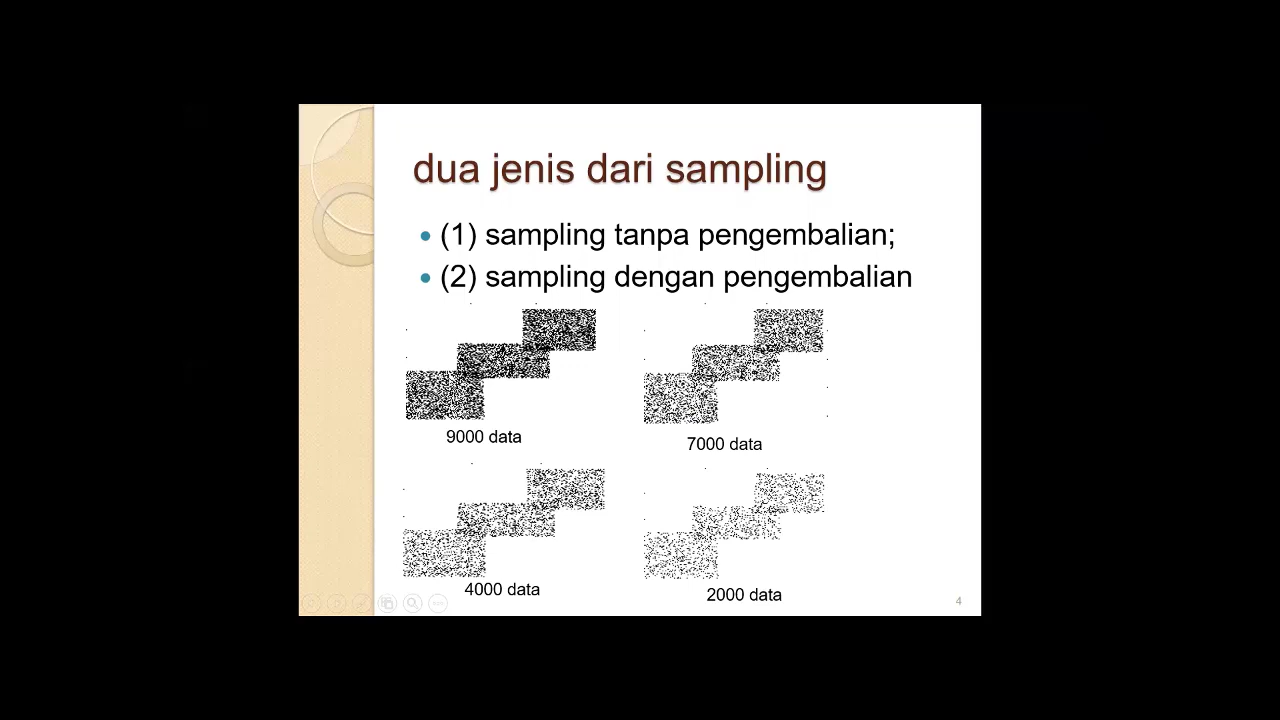 dua jenis dari sampling
(1) sampling tanpa pengembalian;
(2) sampling dengan pengembalian
9000 data
7000 data
4000 data
2000 data
4